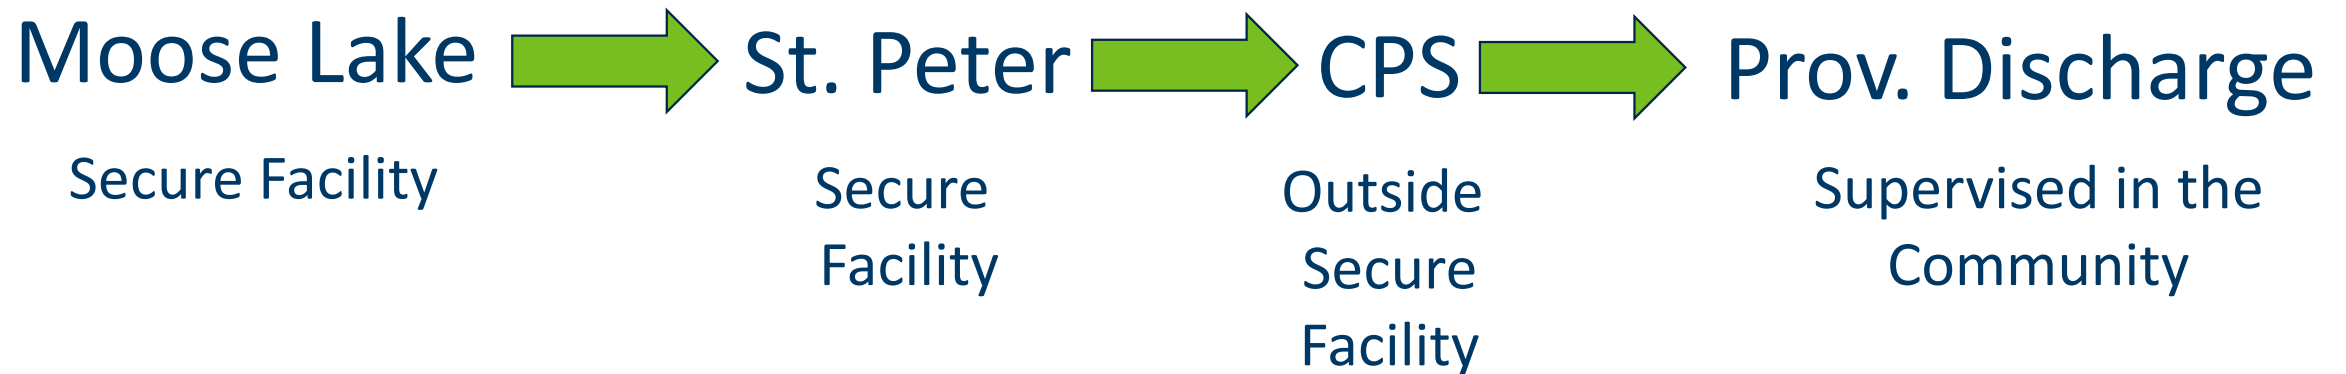 Moose Lake
St. Peter
CPS
Prov. Discharge
Secure Facility
Secure
Facility
Outside
Secure
Facility
Supervised in the
Community